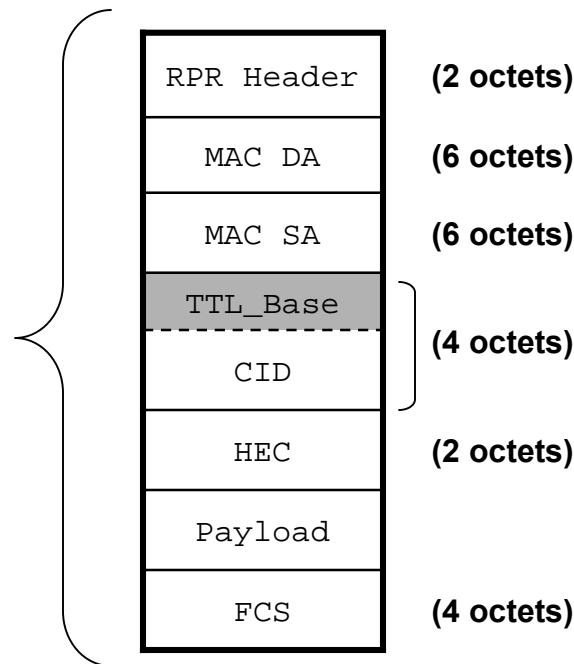 RPR Header (2 octets)
MAC DA (6 octets)
MAC SA (6 octets)
TTL_Base
(4 octets)
CID
HEC (2 octets)
Payload
FCS (4 octets)